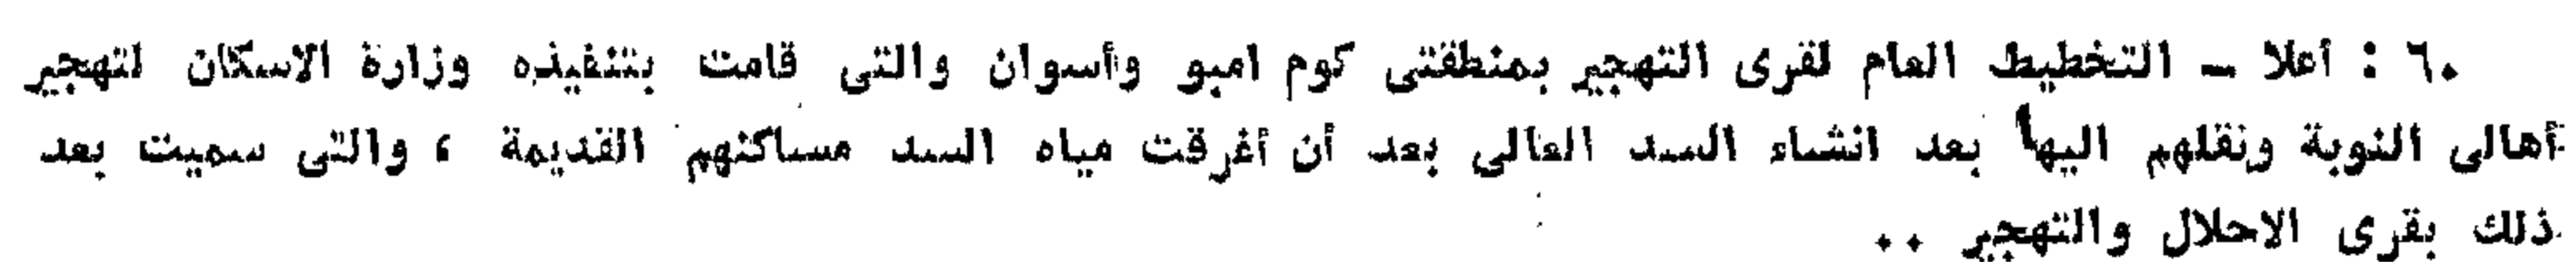 ٦٠ : أعلا ــ التخطيط العام لقرى التهجير بمنطقتى كوم امبو وأسوان والتى قامت بتنفيذه وزارة الاسكان لتهجير
أهالى النوبة ونقلهم اليها بعد انشاء السد العالى بعد أن أغرقت مياه السد مساكنهم القديمة ، والتى سميت بعد
ذلك بقرى الاحلال والتهجير ..